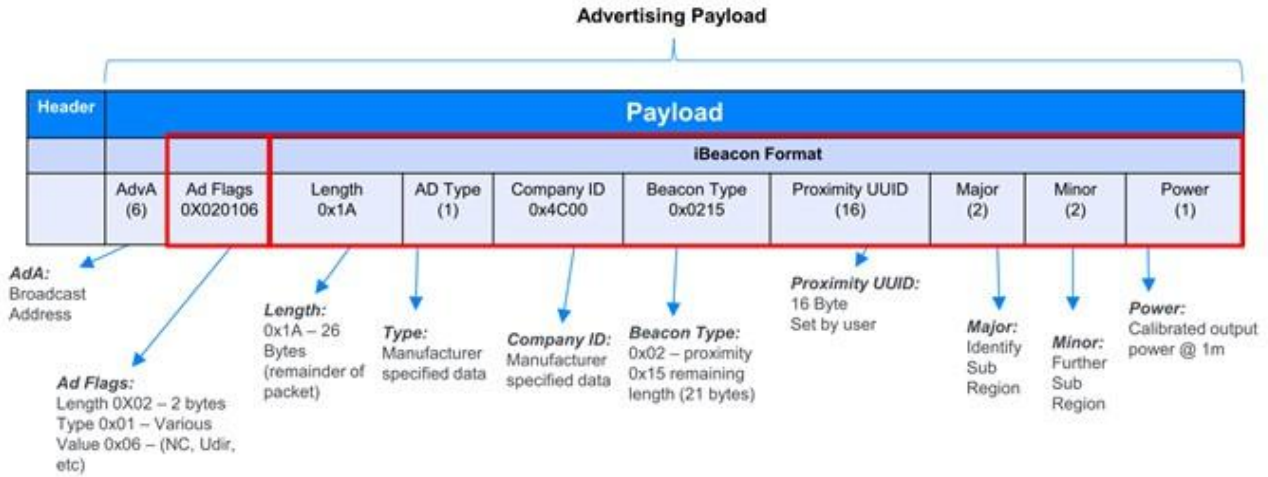 Advertising Payload
Header
Payload
iBeacon Format
AdvA
(6)
Ad Flags
0X020106
Length
0x1A
AD Type
(1)
Company ID
0x4C00
Beacon Type
0x0215
Proximity UUID
(16)
Major
(2)
Minor
(2)
Power
(1)
AdA:
Broadcast
Address
Ad Flags:
Length 0X02 – 2 bytes
Type 0x01 – Various
Value 0x06 – (NC, Udir,
etc)
Length:
0x1A – 26
Bytes
(remainder of
packet)
Type:
Manufacturer
specified data
Company ID:
Manufacturer
specified data
Beacon Type:
0x02 – proximity
0x15 remaining
length (21 bytes)
Proximity UUID:
16 Byte
Set by user
Major:
Identify
Sub
Region
Minor:
Further
Sub
Region
Power:
Calibrated output
power @ 1m